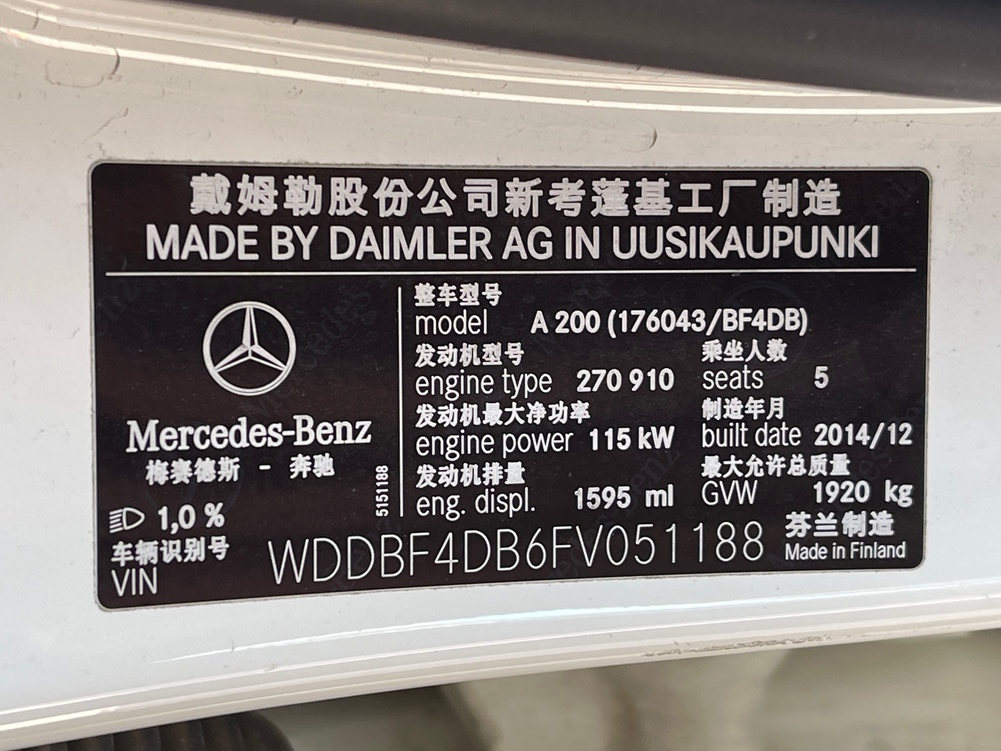 戴姆勒股份公司新考蓬基工厂制造
MADE BY DAIMLER AG IN UUSIKAUPUNKI
整车型号
model A 200 (176043/BF4DB)
发动机型号 乘坐人数
engine type 270 910 seats 5
发动机最大净功率 制造年月
engine power 115 kW built date 2014/12
发动机排量 最大允许总质量
eng. displ. 1595 ml GVW 1920 kg
Mercedes-Benz
梅赛德斯 - 奔驰
5151188
1,0 %
车辆识别号
VIN WDDBF4DB6FV051188
芬兰制造
Made in Finland